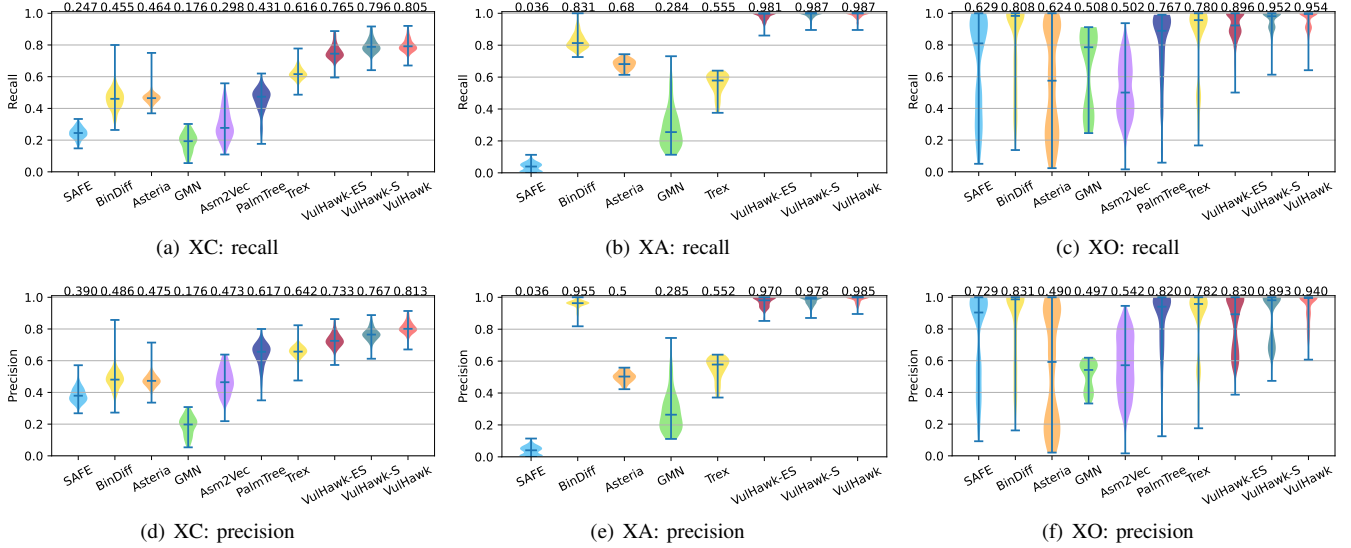 0.247 0.455 0.464 0.176 0.298 0.431 0.616 0.765 0.796 0.805
1.0
0.8
0.6
0.4
0.2
0.0
Recall
SAFE BinDiff Asteria GMN Asm2Vec PalmTree Trex VulHawk-ES VulHawk-S VulHawk
(a) XC: recall
0.036 0.831 0.68 0.284 0.555 0.981 0.987 0.987
1.0
0.8
0.6
0.4
0.2
0.0
Recall
SAFE BinDiff Asteria GMN Trex VulHawk-ES VulHawk-S VulHawk
(b) XA: recall
0.629 0.808 0.624 0.508 0.502 0.767 0.780 0.896 0.952 0.954
1.0
0.8
0.6
0.4
0.2
0.0
Recall
SAFE BinDiff Asteria GMN Asm2Vec PalmTree Trex VulHawk-ES VulHawk-S VulHawk
(c) XO: recall
0.390 0.486 0.475 0.176 0.473 0.617 0.642 0.733 0.767 0.813
1.0
0.8
0.6
0.4
0.2
0.0
Precision
SAFE BinDiff Asteria GMN Asm2Vec PalmTree Trex VulHawk-ES VulHawk-S VulHawk
(d) XC: precision
0.036 0.955 0.5 0.285 0.552 0.970 0.978 0.985
1.0
0.8
0.6
0.4
0.2
0.0
Precision
SAFE BinDiff Asteria GMN Trex VulHawk-ES VulHawk-S VulHawk
(e) XA: precision
0.729 0.831 0.490 0.497 0.542 0.820 0.782 0.830 0.893 0.940
1.0
0.8
0.6
0.4
0.2
0.0
Precision
SAFE BinDiff Asteria GMN Asm2Vec PalmTree Trex VulHawk-ES VulHawk-S VulHawk
(f) XO: precision